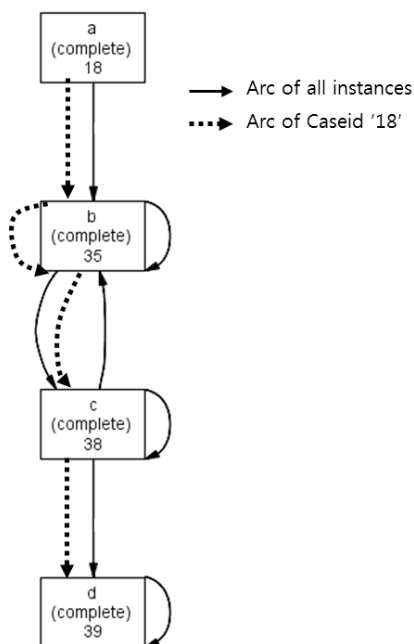 a
(complete)
18
Arc of all instances
Arc of Caseid '18'
b
(complete)
35
c
(complete)
38
d
(complete)
39